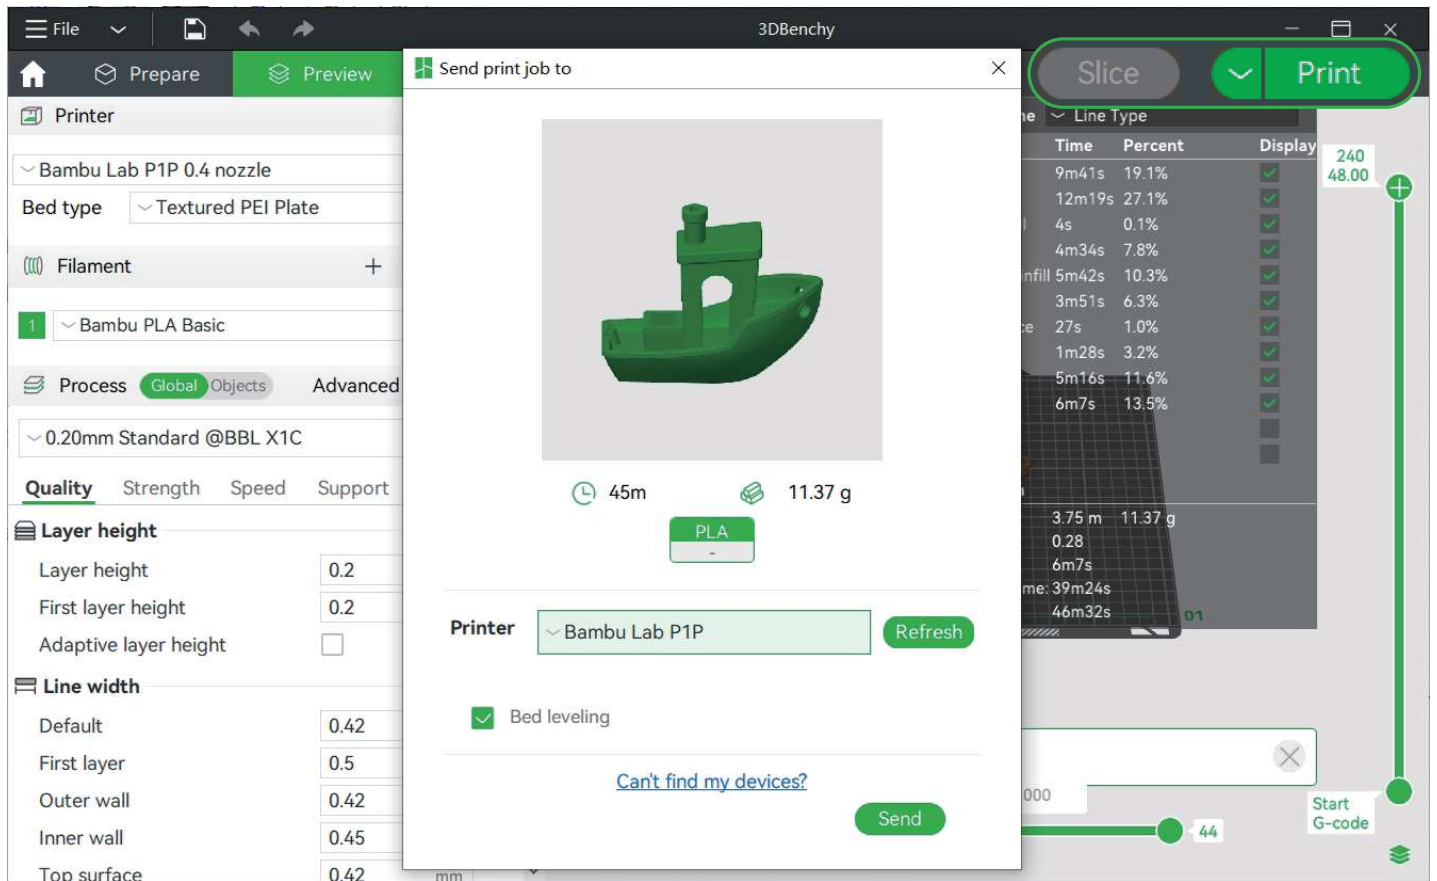 File
3DBenchy
Prepare
Preview
Send print job to
Slice
Print
Printer
Line Type
Time Percent Display
Bambu Lab P1P 0.4 nozzle
Bed type Textured PEI Plate
Filament
1 Bambu PLA Basic
Process Global Objects Advanced
0.20mm Standard @BBL X1C
Quality Strength Speed Support
Layer height
Layer height 0.2
First layer height 0.2
Adaptive layer height
Line width
Default 0.42
First layer 0.5
Outer wall 0.42
Inner wall 0.45
Top surface 0.42 mm
45m 11.37 g
PLA
-
Printer Bambu Lab P1P Refresh
Bed leveling
Can't find my devices?
Send
9m41s 19.1%
12m19s 27.1%
4s 0.1%
4m34s 7.8%
nfill 5m42s 10.3%
3m51s 6.3%
27s 1.0%
1m28s 3.2%
5m16s 11.6%
6m7s 13.5%
3.75 m 11.37 g
0.28
6m7s
me: 39m24s
46m32s
01
240
48.00
000
44
Start
G-code